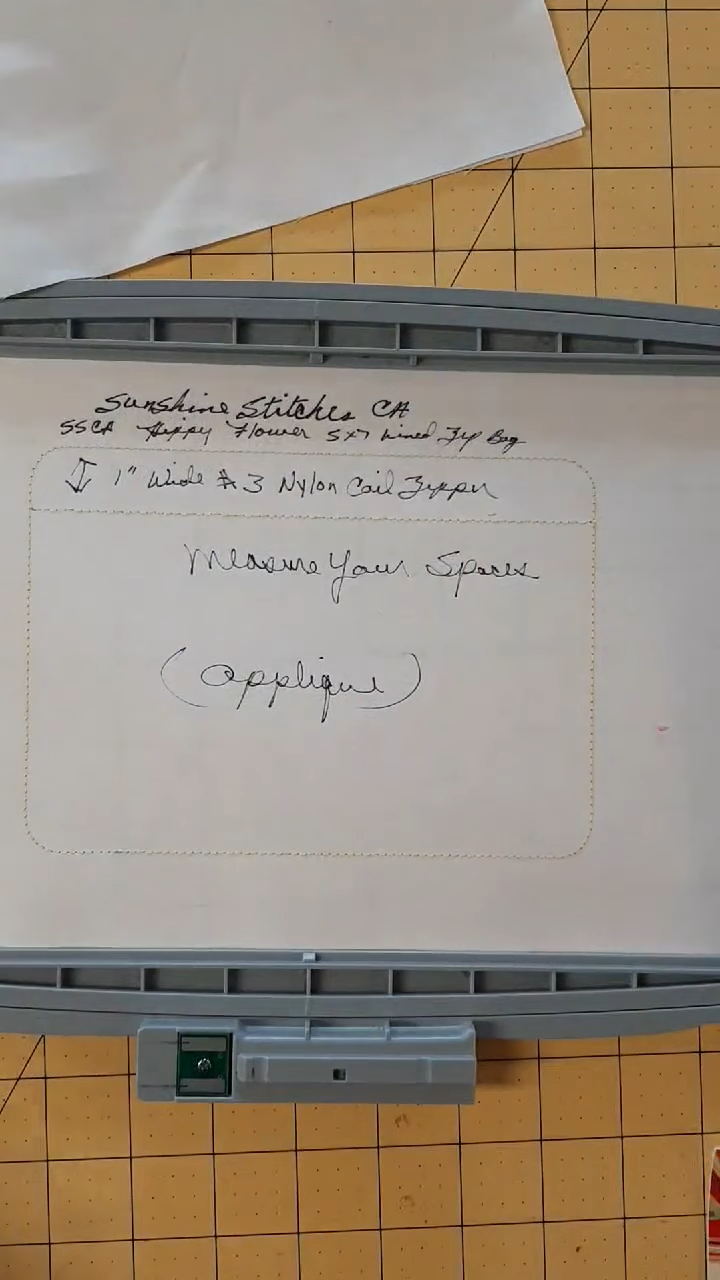 Sunshine Stitches CA
SSCA Hippy Flower 5x7 Lined Zip Bag
1" Wide #3 Nylon Coil Zipper
Measure Your Spaces
(applique)